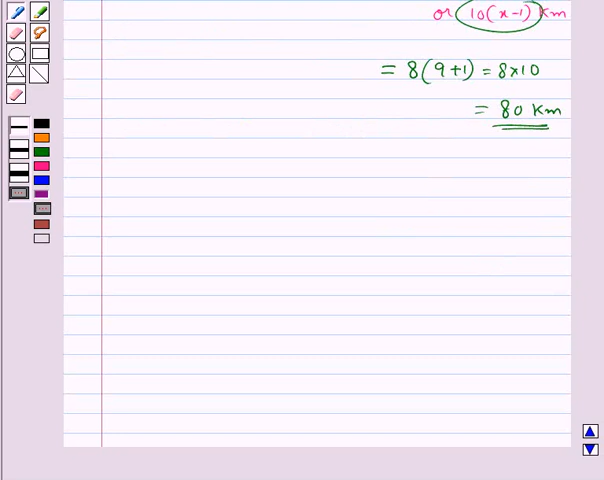 or 10(x-1) km
= 8(9+1) = 8×10
= 80 km